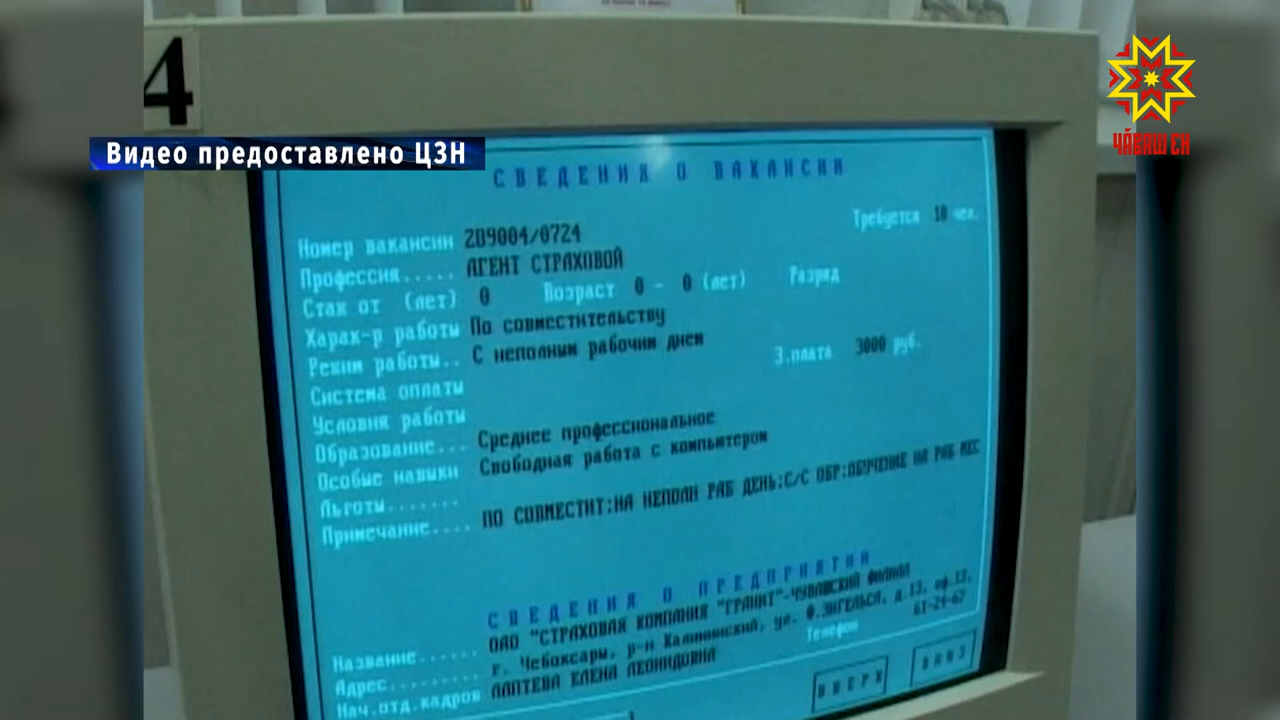 4
Видео предоставлено ЦЗН
ЧӐВАШ ЕН
СВЕДЕНИЯ О ВАКАНСИИ
Требуется 10 чел.
Номер вакансии 209004/0724
Профессия..... АГЕНТ СТРАХОВОЙ
Стаж от (лет) 0 Возраст 0 - 0 (лет) Разряд
Харак-р работы По совместительству
Режим работы.. С неполным рабочим днем З.плата 3000 руб.
Система оплаты
Условия работы
Образование... Среднее профессиональное
Особые навыки Свободная работа с компьютером
Льготы.......
Примечание.... ПО СОВМЕСТИТ:НА НЕПОЛН РАБ ДЕНЬ:С/С ОБР:ОБУЧЕНИЕ НА РАБ МЕС
СВЕДЕНИЯ О ПРЕДПРИЯТИИ
Название...... ОАО "СТРАХОВАЯ КОМПАНИЯ "ГРАНИТ"-ЧУВАШСКИЙ ФИЛИАЛ
Адрес......... г. Чебоксары, р-н Калининский, ул. Ф.ЭНГЕЛЬСА, д.13, оф.13,
Нач.отд.кадров ЛАПТЕВА ЕЛЕНА ЛЕОНИДОВНА Телефон 61-24-67
ВВЕРХ ВНИЗ